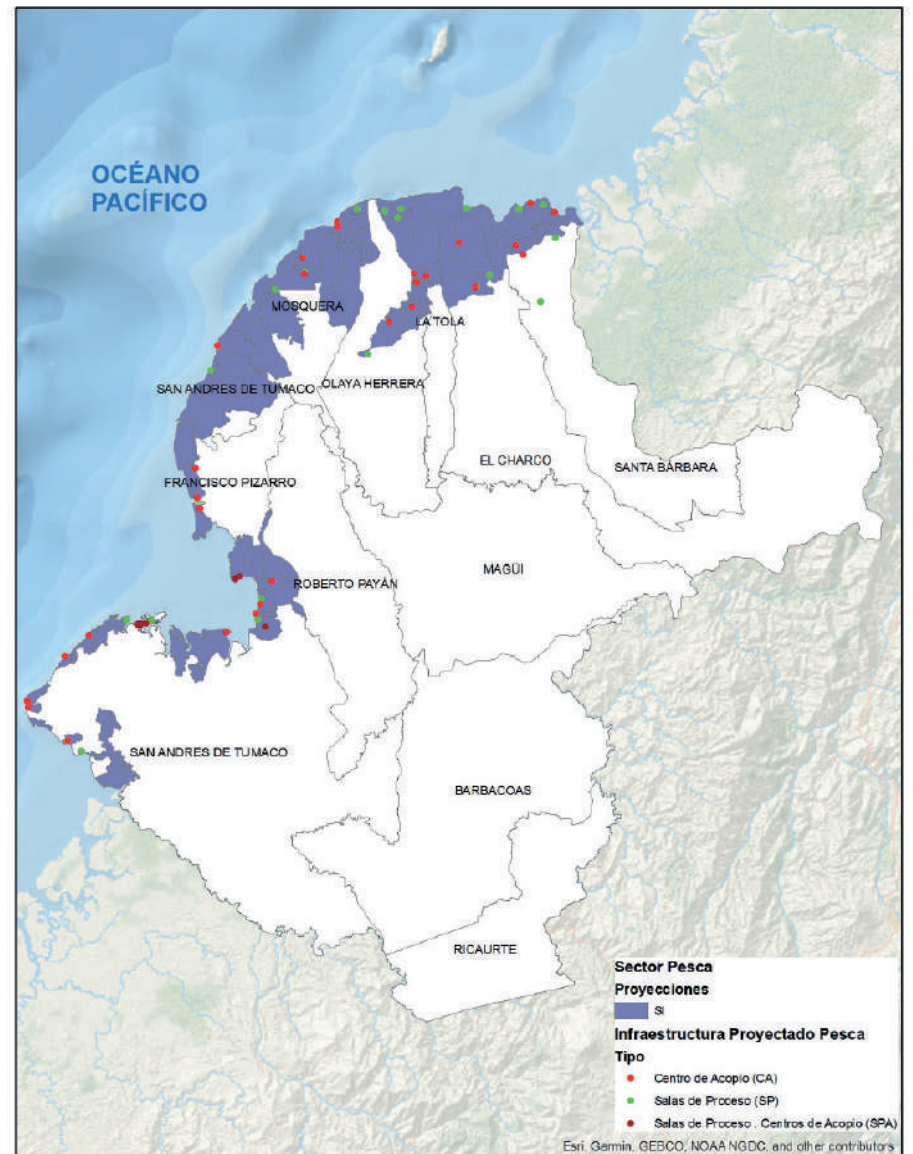 OCÉANO
PACÍFICO
MOSQUERA
LA TOLA
SAN ANDRES DE TUMACO
OLAYA HERRERA
EL CHARCO
SANTA BÁRBARA
FRANCISCO PIZARRO
MAGÜI
ROBERTO PAYÁN
SAN ANDRES DE TUMACO
BARBACOAS
RICAURTE
Sector Pesca
Proyecciones
SI
Infraestructura Proyectado Pesca
Tipo
Centro de Acopio (CA)
Salas de Proceso (SP)
Salas de Proceso . Centros de Acopio (SPA)
Esri, Garmin, GEBCO, NOAA NGDC, and other contributors